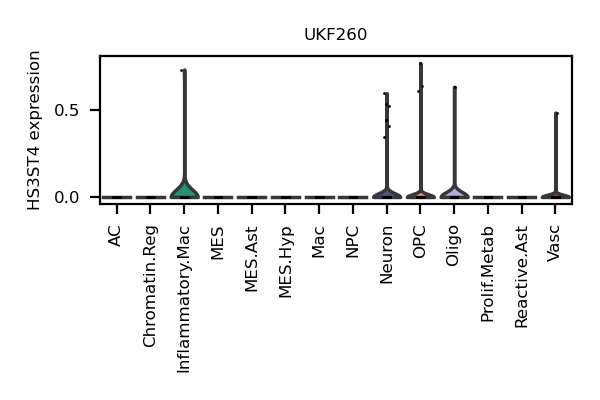 UKF260
HS3ST4 expression
0.5
0.0
AC
Chromatin.Reg
Inflammatory.Mac
MES
MES.Ast
MES.Hyp
Mac
NPC
Neuron
OPC
Oligo
Prolif.Metab
Reactive.Ast
Vasc